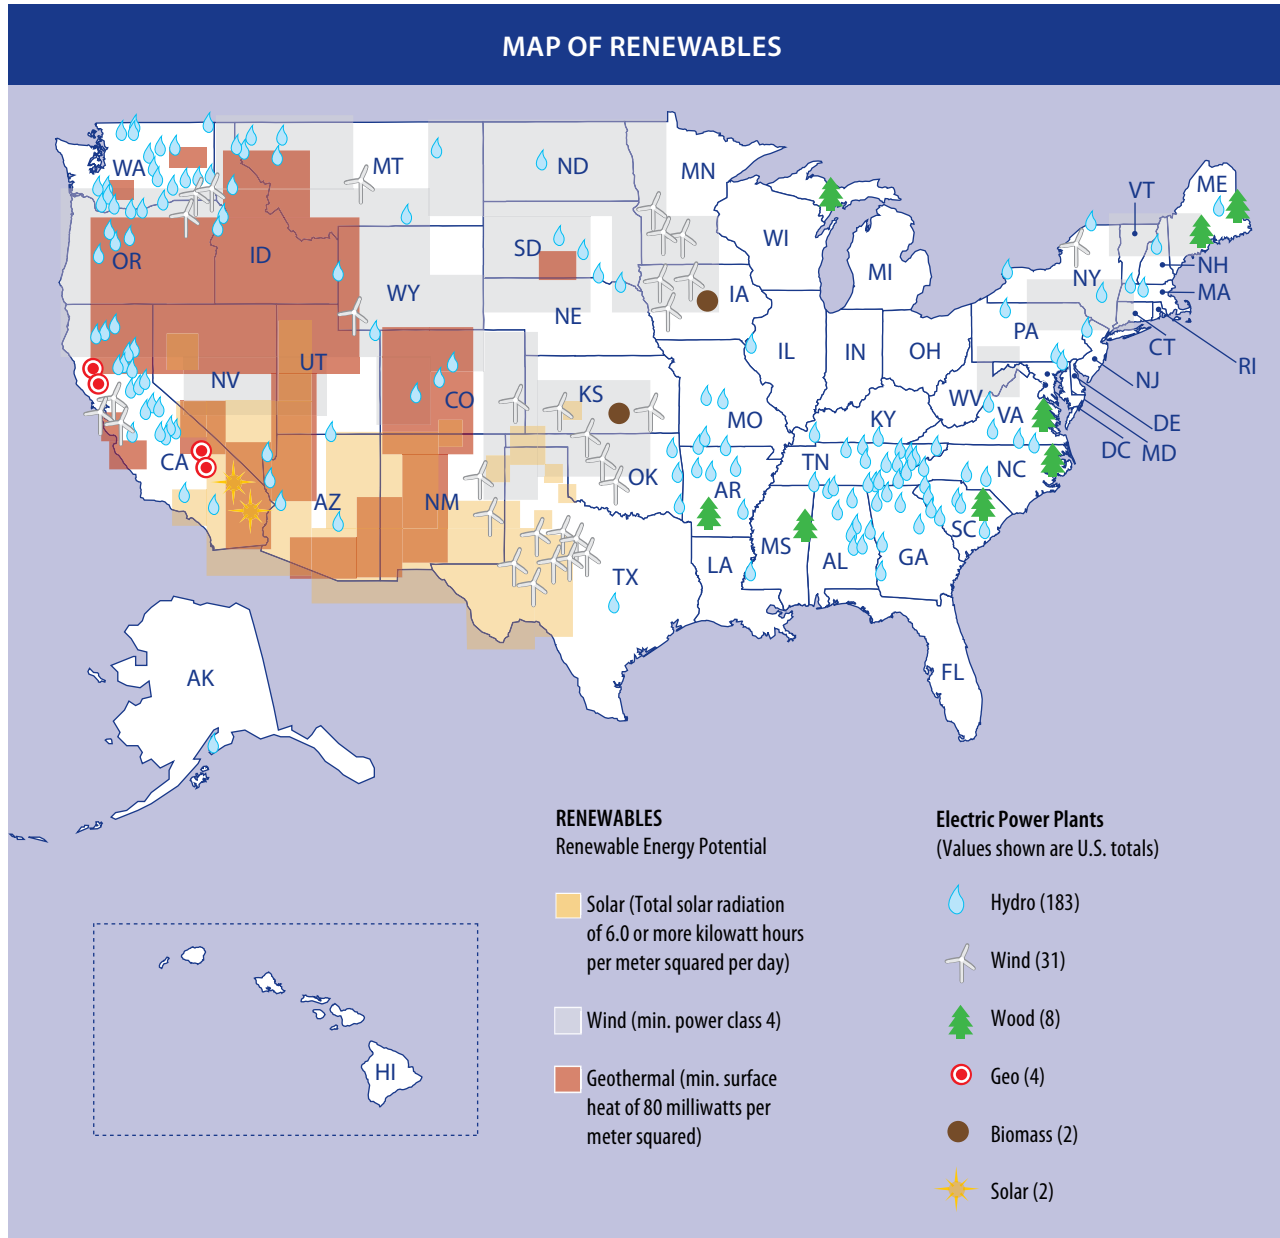 MAP OF RENEWABLES
WA
MT
ND
MN
VT
ME
OR
ID
SD
WI
MI
NY
NH
MA
WY
NE
IA
PA
CT
RI
NV
UT
CO
KS
IL
IN
OH
WV
VA
NJ
DE
MD
DC
CA
AZ
NM
OK
MO
KY
TN
NC
AR
SC
MS
AL
GA
LA
TX
FL
AK
HI
RENEWABLES
Renewable Energy Potential
Solar (Total solar radiation
of 6.0 or more kilowatt hours
per meter squared per day)
Wind (min. power class 4)
Geothermal (min. surface
heat of 80 milliwatts per
meter squared)
Electric Power Plants
(Values shown are U.S. totals)
Hydro (183)
Wind (31)
Wood (8)
Geo (4)
Biomass (2)
Solar (2)